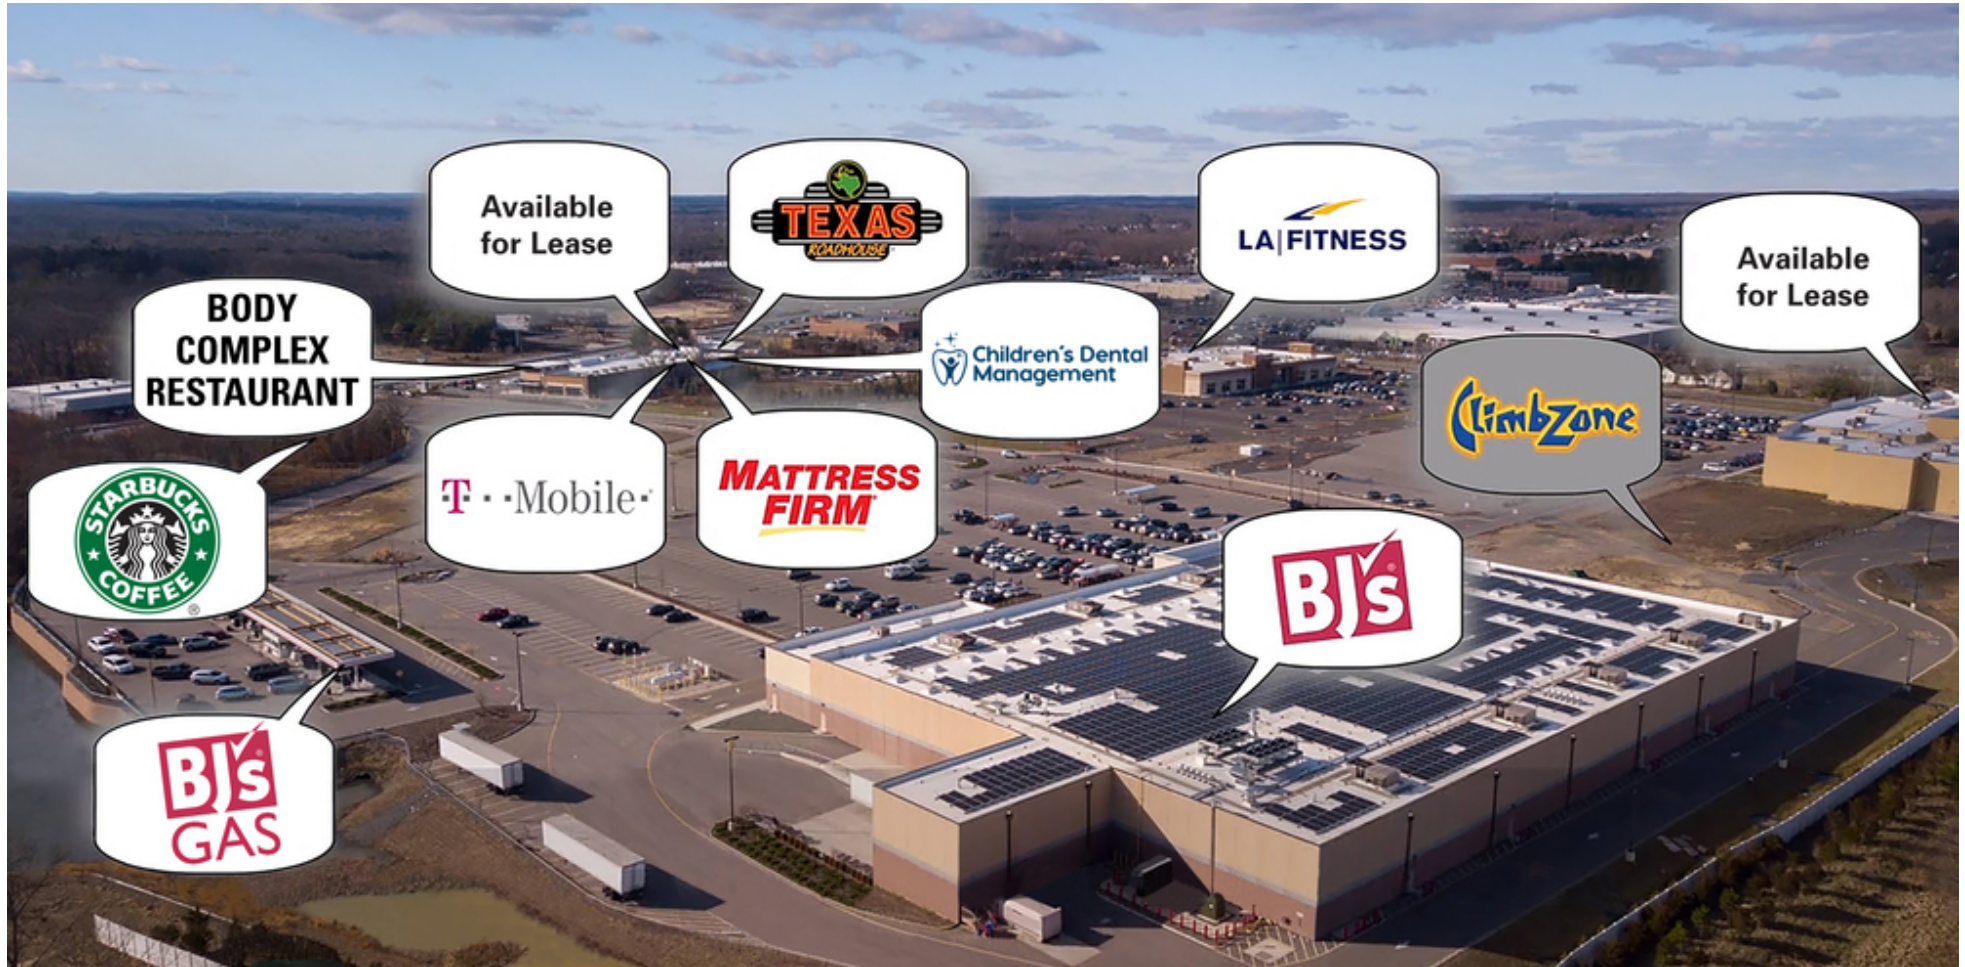 Available
for Lease
TEXAS
ROADHOUSE
LA|FITNESS
Available
for Lease
BODY
COMPLEX
RESTAURANT
Children's Dental
Management
ClimbZone
STARBUCKS
COFFEE
®
T··Mobile·
MATTRESS
FIRM®
BJ's
BJ's
GAS